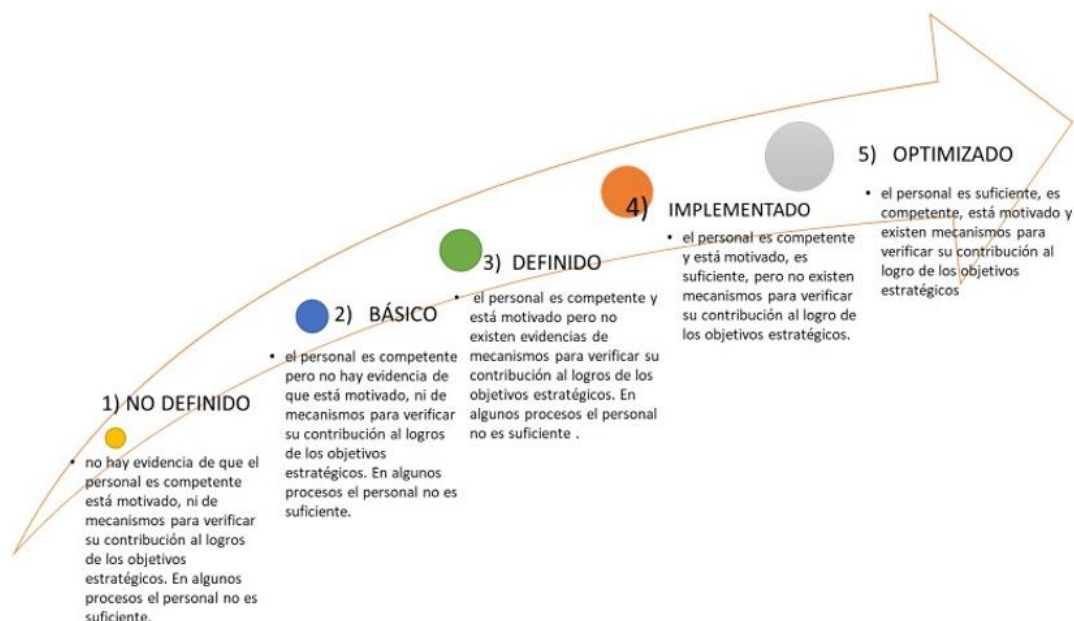 1) NO DEFINIDO
• no hay evidencia de que el
personal es competente
está motivado, ni de
mecanismos para verificar
su contribución al logros
de los objetivos
estratégicos. En algunos
procesos el personal no es
suficiente.
2) BÁSICO
• el personal es competente
pero no hay evidencia de
que está motivado, ni de
mecanismos para verificar
su contribución al logros
de los objetivos
estratégicos. En algunos
procesos el personal no es
suficiente.
3) DEFINIDO
• el personal es competente y
está motivado pero no
existen evidencias de
mecanismos para verificar su
contribución al logros de los
objetivos estratégicos. En
algunos procesos el personal
no es suficiente .
4) IMPLEMENTADO
• el personal es competente
y está motivado, es
suficiente, pero no existen
mecanismos para verificar
su contribución al logro de
los objetivos estratégicos.
5) OPTIMIZADO
• el personal es suficiente, es
competente, está motivado y
existen mecanismos para
verificar su contribución al
logro de los objetivos
estratégicos